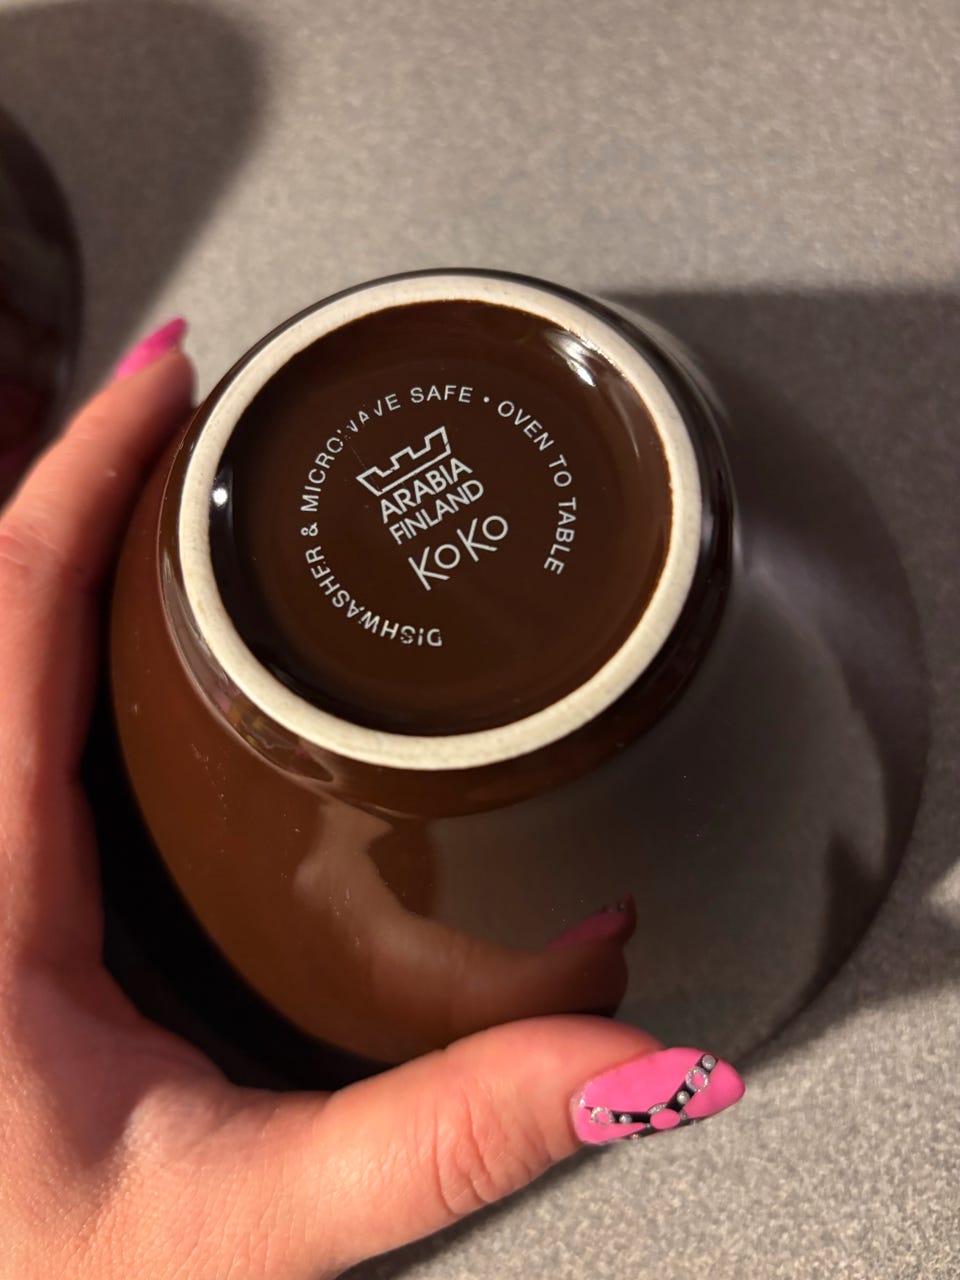 DISHWASHER & MICROWAVE SAFE • OVEN TO TABLE
ARABIA
FINLAND
KoKo